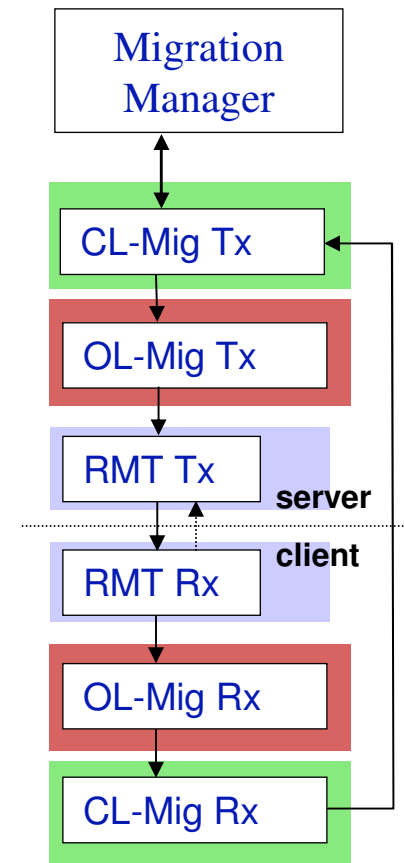 Migration
Manager
CL-Mig Tx
OL-Mig Tx
RMT Tx
server
client
RMT Rx
OL-Mig Rx
CL-Mig Rx